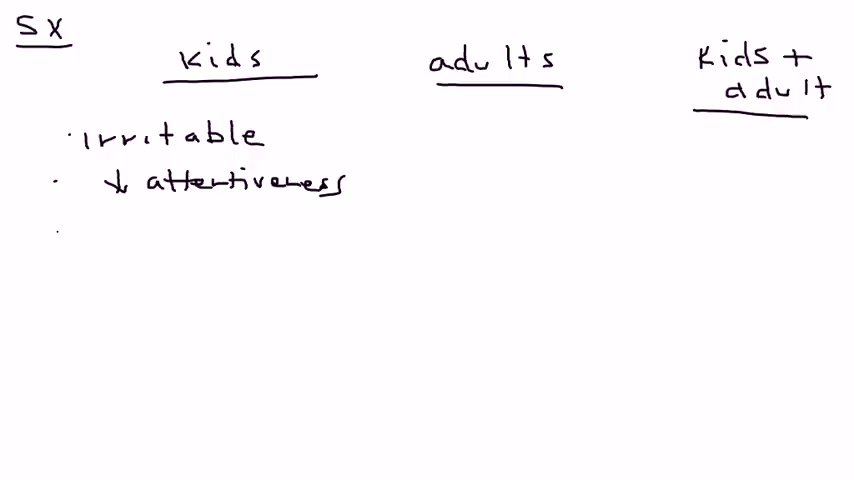 SX
kids
adults
kids +
adult
· irritable
· ↓ attentiveness
·